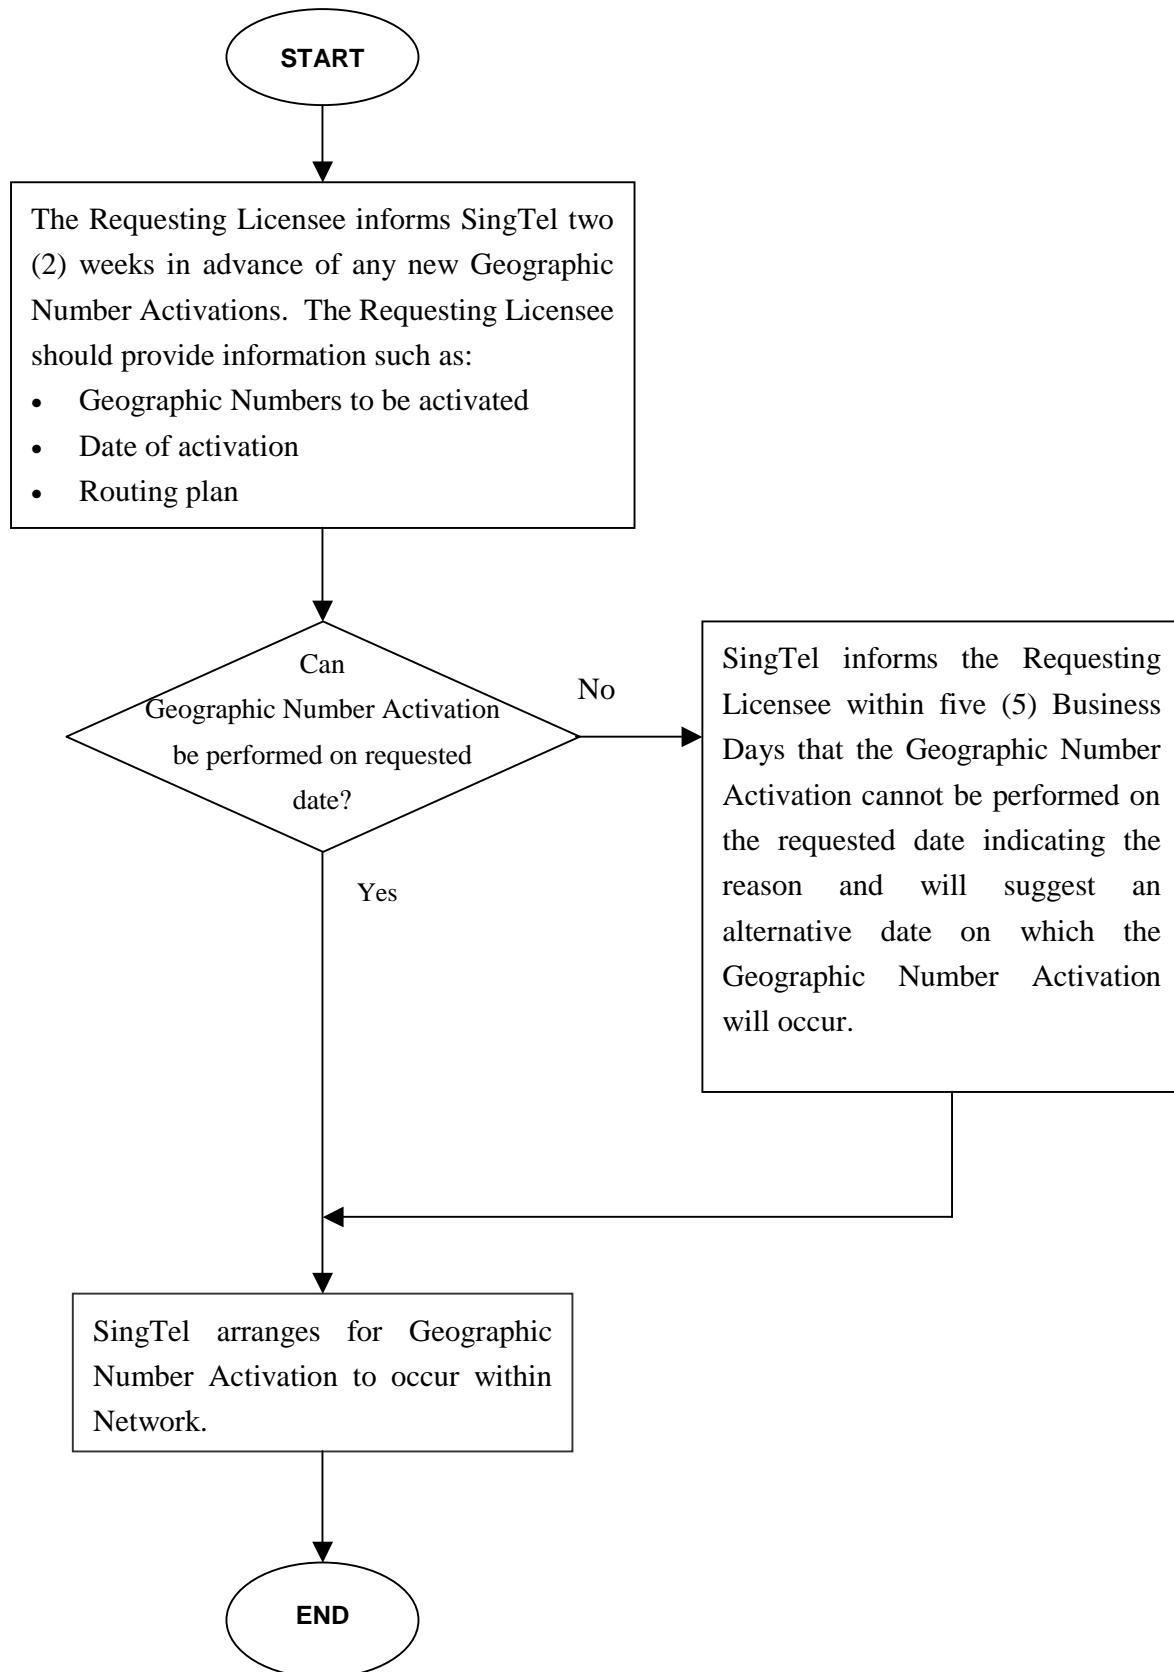 START
The Requesting Licensee informs SingTel two
(2) weeks in advance of any new Geographic
Number Activations. The Requesting Licensee
should provide information such as:
• Geographic Numbers to be activated
• Date of activation
• Routing plan
Can
Geographic Number Activation
be performed on requested
date?
No
Yes
SingTel informs the Requesting
Licensee within five (5) Business
Days that the Geographic Number
Activation cannot be performed on
the requested date indicating the
reason and will suggest an
alternative date on which the
Geographic Number Activation
will occur.
SingTel arranges for Geographic
Number Activation to occur within
Network.
END